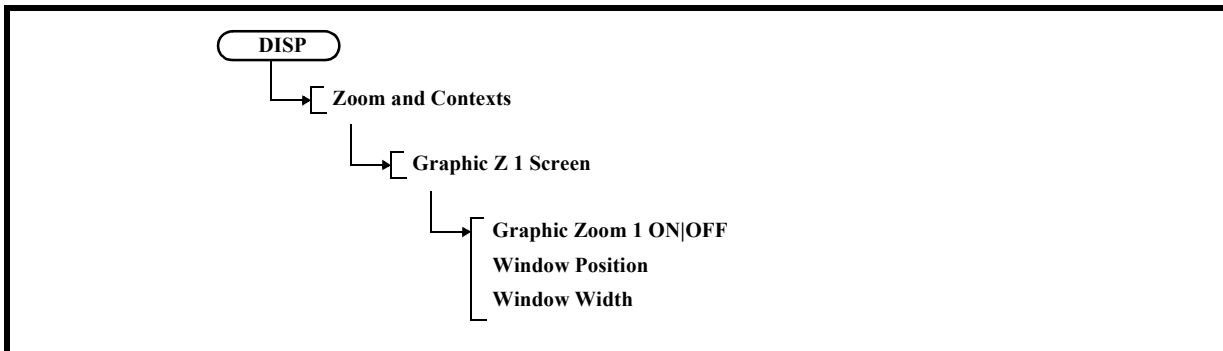 DISP
Zoom and Contexts
Graphic Z 1 Screen
Graphic Zoom 1 ON|OFF
Window Position
Window Width